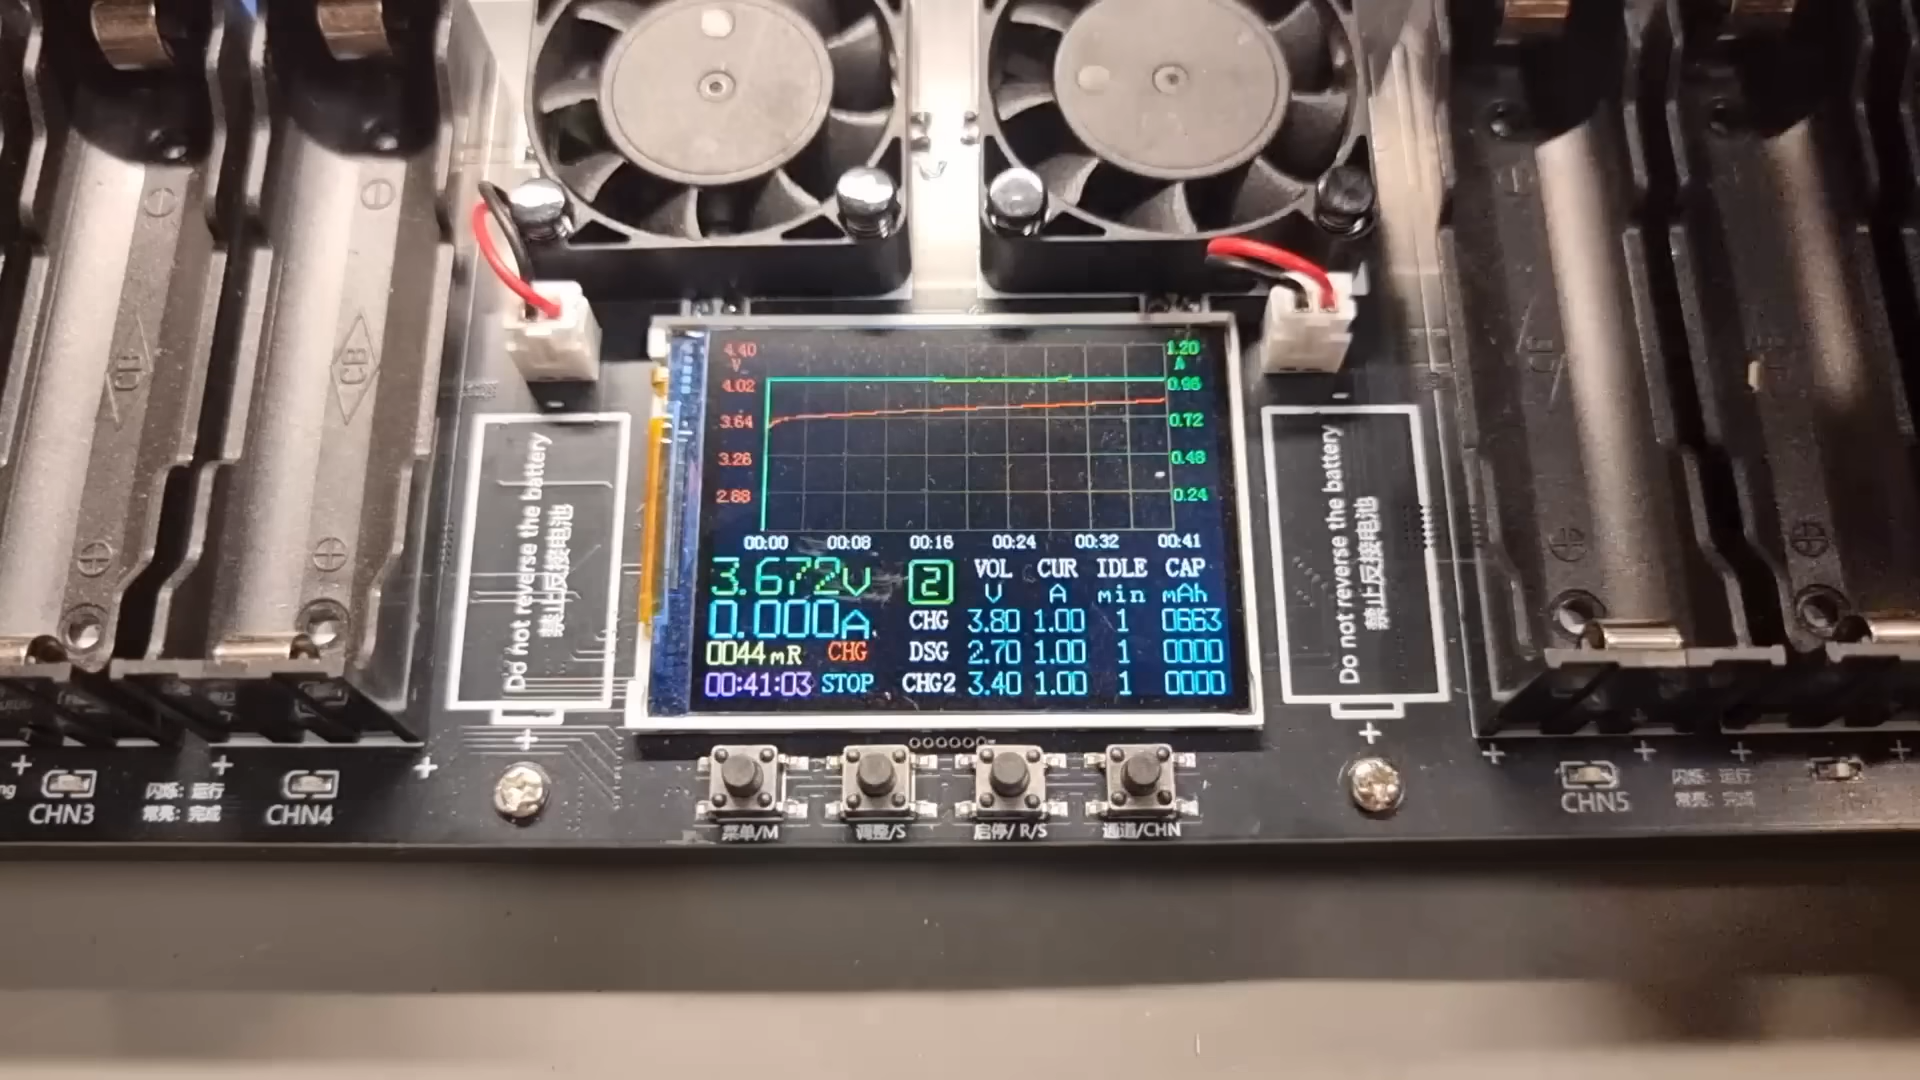 4.40
V
4.02
3.64
3.26
2.88
1.20
A
0.96
0.72
0.48
0.24
00:00 00:08 00:16 00:24 00:32 00:41
3.672V
0.000A
0044mR CHG
00:41:03 STOP
2 VOL CUR IDLE CAP
V A min mAh
CHG 3.80 1.00 1 0663
DSG 2.70 1.00 1 0000
CHG2 3.40 1.00 1 0000
Do not reverse the battery
禁止反接电池
Do not reverse the battery
禁止反接电池
CB
CB
ng
CHN3
闪烁：运行
常亮：完成
CHN4
菜单/M
调整/S
启停/ R/S
通道/CHN
CHN5
闪烁：运行
常亮：完成